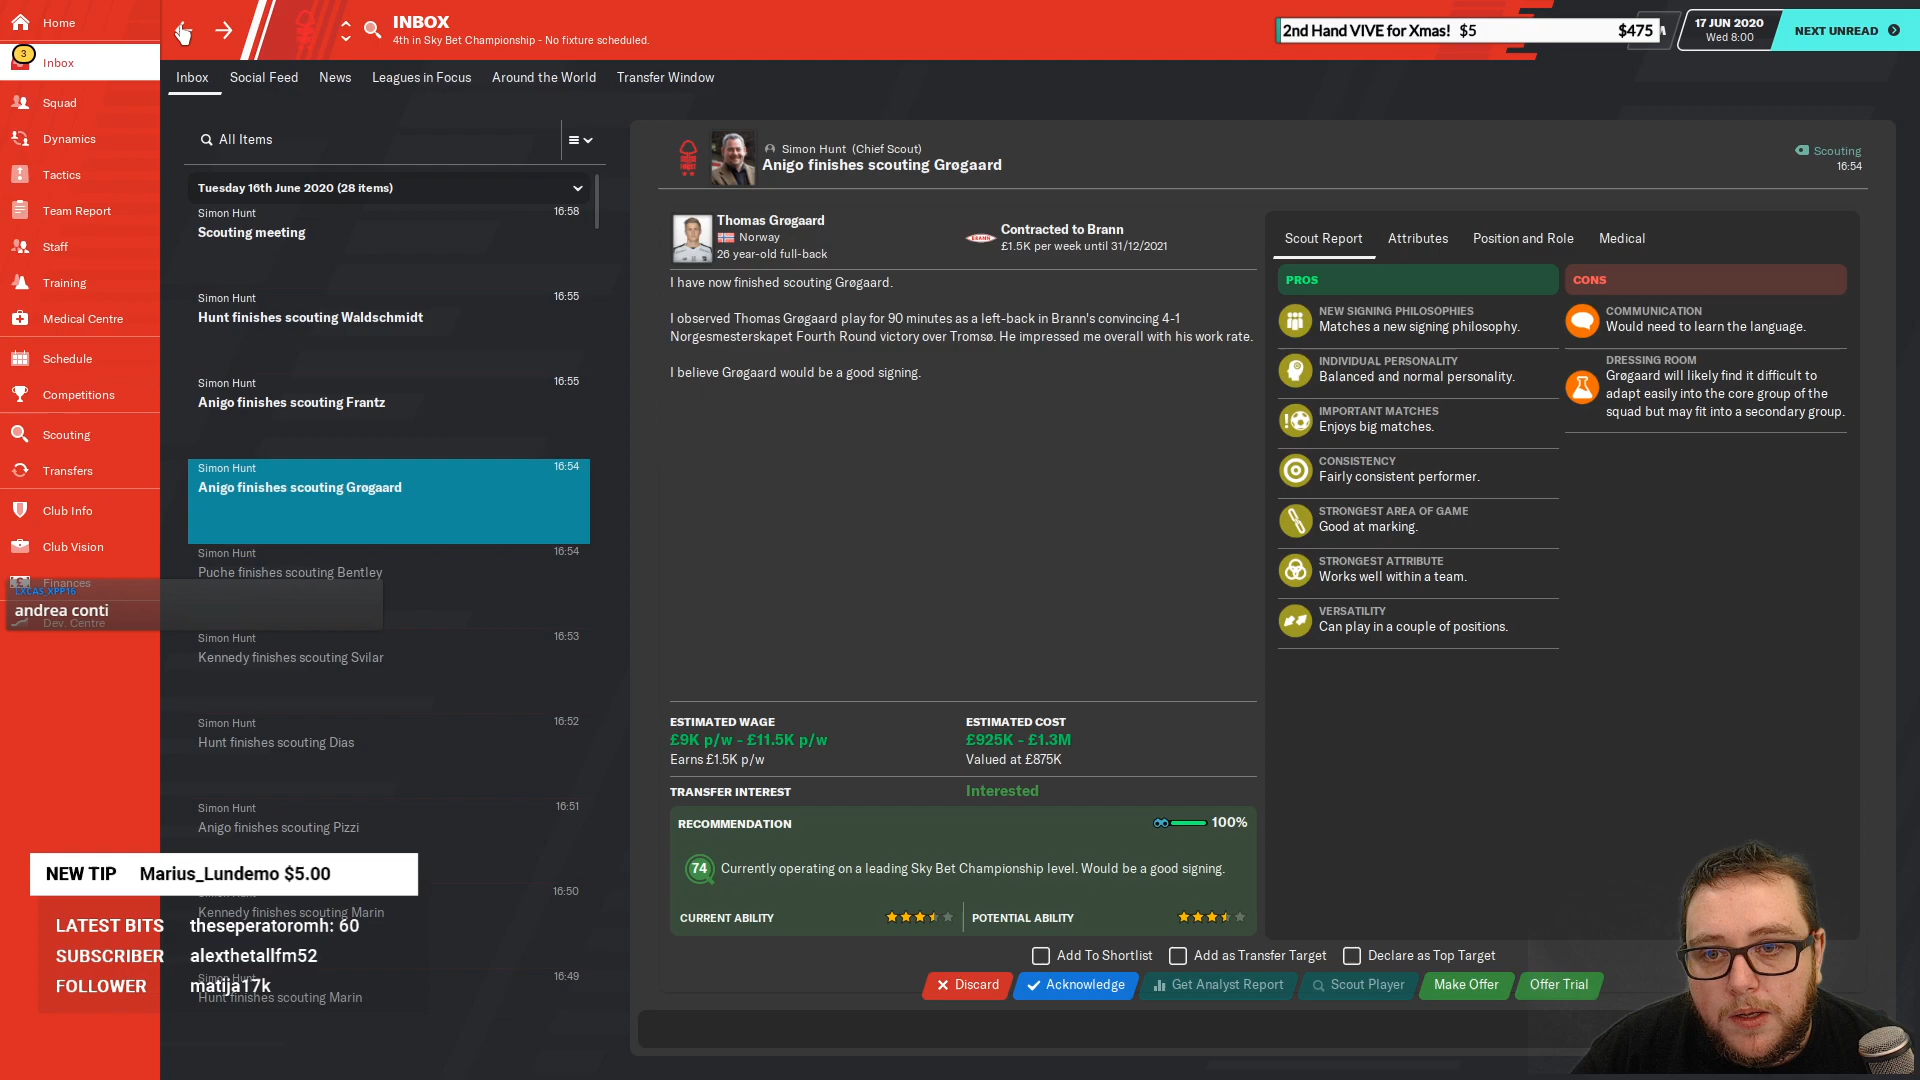 Home
3
Inbox
Squad
Dynamics
Tactics
Team Report
Staff
Training
Medical Centre
Schedule
Competitions
Scouting
Transfers
Club Info
Club Vision
Finances
Dev. Centre
INBOX
4th in Sky Bet Championship - No fixture scheduled.
2nd Hand VIVE for Xmas! $5
$475
17 JUN 2020
Wed 8:00
NEXT UNREAD
Inbox
Social Feed
News
Leagues in Focus
Around the World
Transfer Window
All Items
Tuesday 16th June 2020 (28 items)
Simon Hunt 16:58
Scouting meeting
Simon Hunt 16:55
Hunt finishes scouting Waldschmidt
Simon Hunt 16:55
Anigo finishes scouting Frantz
Simon Hunt 16:54
Anigo finishes scouting Grøgaard
Simon Hunt 16:54
Puche finishes scouting Bentley
andrea conti
Simon Hunt 16:53
Kennedy finishes scouting Svilar
Simon Hunt 16:52
Hunt finishes scouting Dias
Simon Hunt 16:51
Anigo finishes scouting Pizzi
16:50
Kennedy finishes scouting Marin
Simon Hunt 16:49
Hunt finishes scouting Marin
NEW TIP Marius_Lundemo $5.00
LATEST BITS theseperatoromh: 60
SUBSCRIBER alexthetallfm52
FOLLOWER matija17k
Simon Hunt (Chief Scout)
Anigo finishes scouting Grøgaard
Scouting
16:54
Thomas Grøgaard
Norway
26 year-old full-back
BRANN
Contracted to Brann
£1.5K per week until 31/12/2021
I have now finished scouting Grøgaard.
I observed Thomas Grøgaard play for 90 minutes as a left-back in Brann's convincing 4-1
Norgesmesterskapet Fourth Round victory over Tromsø. He impressed me overall with his work rate.
I believe Grøgaard would be a good signing.
ESTIMATED WAGE
£9K p/w - £11.5K p/w
Earns £1.5K p/w
ESTIMATED COST
£925K - £1.3M
Valued at £875K
TRANSFER INTEREST
Interested
RECOMMENDATION
100%
74
Currently operating on a leading Sky Bet Championship level. Would be a good signing.
CURRENT ABILITY
POTENTIAL ABILITY
Scout Report
Attributes
Position and Role
Medical
PROS
NEW SIGNING PHILOSOPHIES
Matches a new signing philosophy.
INDIVIDUAL PERSONALITY
Balanced and normal personality.
IMPORTANT MATCHES
Enjoys big matches.
CONSISTENCY
Fairly consistent performer.
STRONGEST AREA OF GAME
Good at marking.
STRONGEST ATTRIBUTE
Works well within a team.
VERSATILITY
Can play in a couple of positions.
CONS
COMMUNICATION
Would need to learn the language.
DRESSING ROOM
Grøgaard will likely find it difficult to
adapt easily into the core group of the
squad but may fit into a secondary group.
Add To Shortlist
Add as Transfer Target
Declare as Top Target
Discard
Acknowledge
Get Analyst Report
Scout Player
Make Offer
Offer Trial